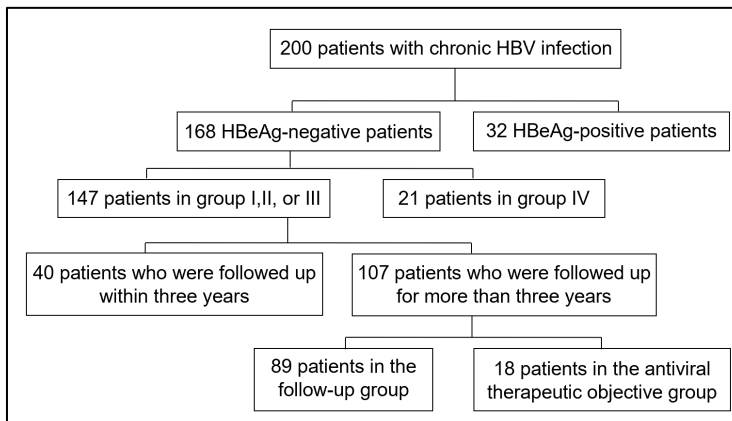 200 patients with chronic HBV infection
168 HBeAg-negative patients
32 HBeAg-positive patients
147 patients in group I,II, or III
21 patients in group IV
40 patients who were followed up
within three years
107 patients who were followed up
for more than three years
89 patients in the
follow-up group
18 patients in the antiviral
therapeutic objective group